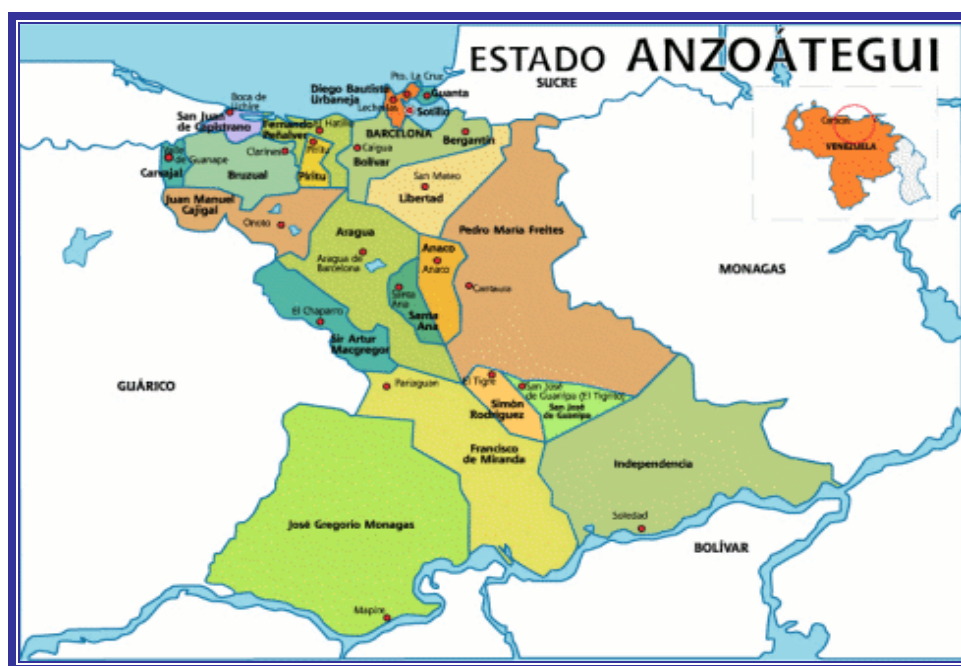 ESTADO ANZOÁTEGUI
SUCRE
Caracas
VENEZUELA
Pto. La Cruz
Diego Bautista
Urbaneja
Guanta
Lecherías
Sotillo
Boca de
Uchire
San Juan
de Capistrano
Fernando
Peñalver
El Hatillo
BARCELONA
Bergantín
Valle
de Guanape
Clarines
Píritu
Caigua
Carvajal
Bruzual
Píritu
Bolívar
San Mateo
Libertad
Juan Manuel
Cajigal
Onoto
Aragua
Pedro María Freites
Anaco
Aragua de
Barcelona
Anaco
MONAGAS
Santa
Ana
Cantaura
El Chaparro
Santa
Ana
Sir Artur
Macgregor
GUÁRICO
Pariaguan
El Tigre
San José
de Guanipa (El Tigrito)
Simón
Rodríguez
San José
de Guanipa
Francisco
de Miranda
Independencia
José Gregorio Monagas
Soledad
BOLÍVAR
Mapire